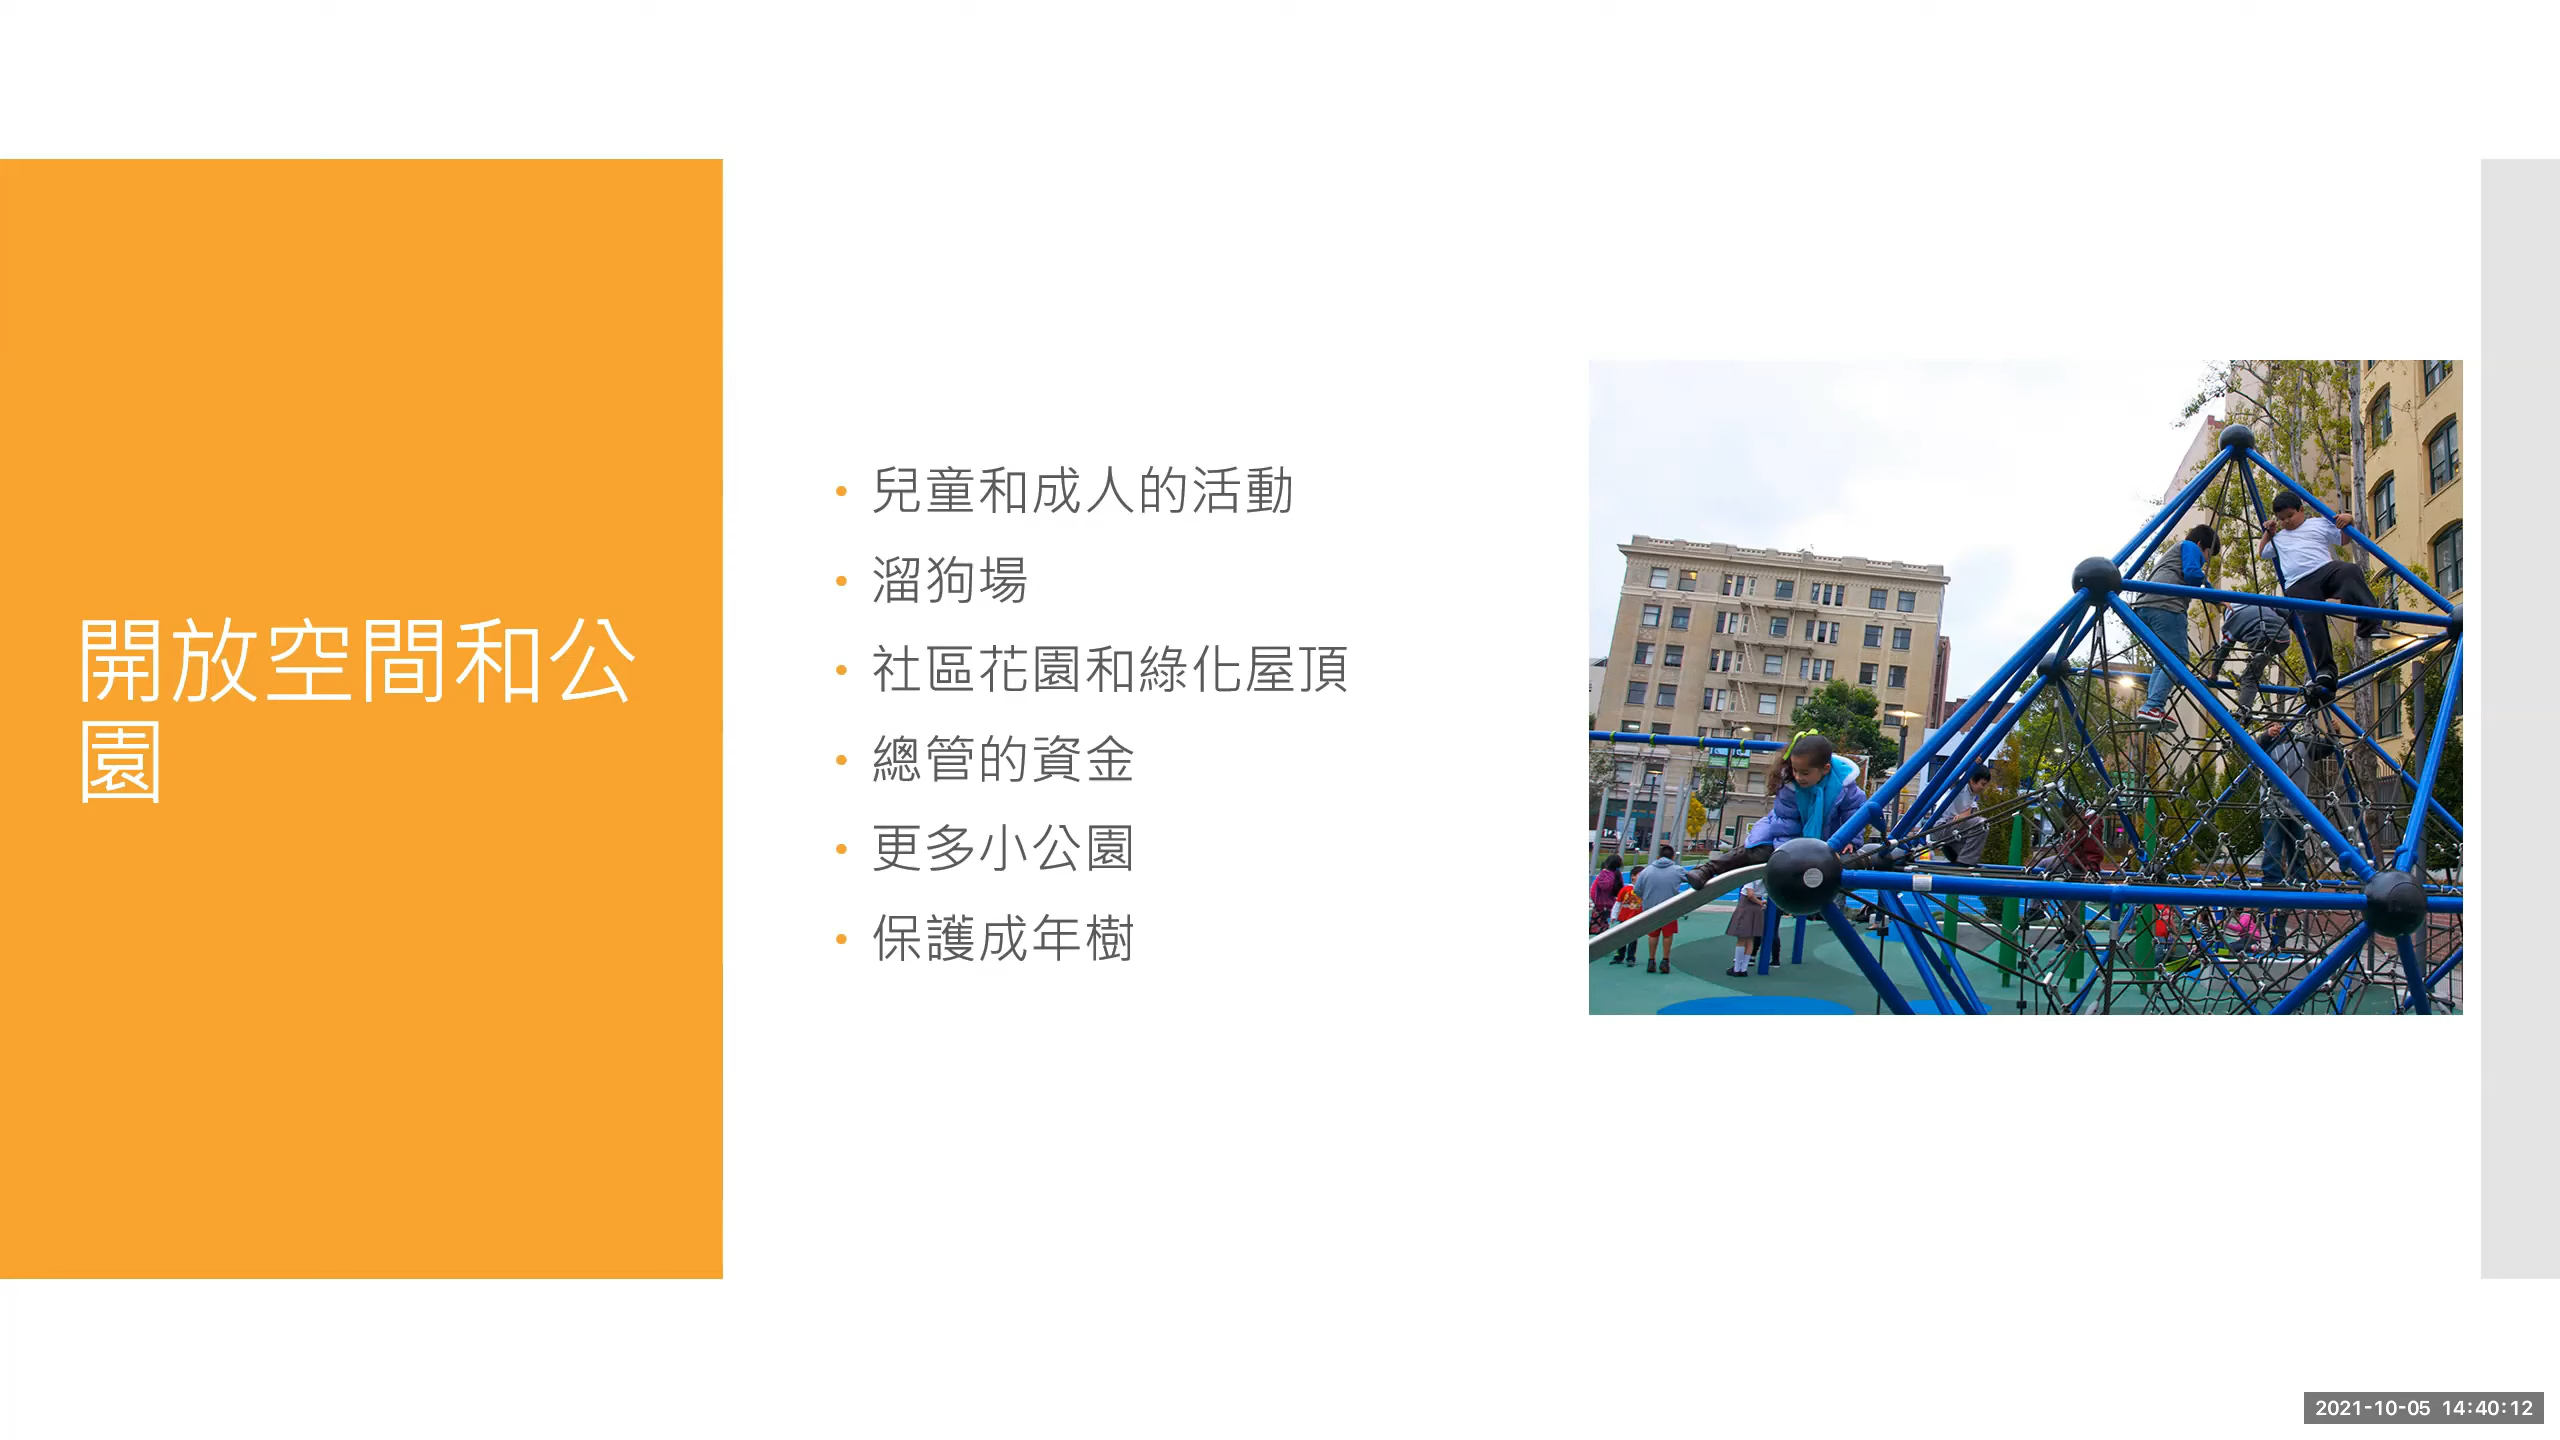 開放空間和公
園
• 兒童和成人的活動
• 溜狗場
• 社區花園和綠化屋頂
• 總管的資金
• 更多小公園
• 保護成年樹
2021-10-05 14:40:12